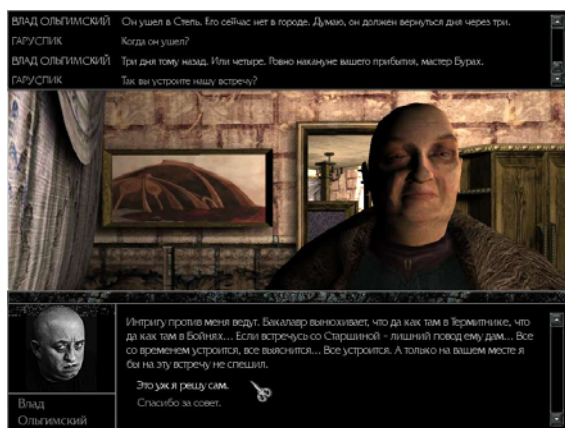 ВЛАД ОЛЬГИМСКИЙ Он ушел в Степь. Его сейчас нет в городе. Думаю, он должен вернуться дня через три.
ГАРУСПИК Когда он ушел?
ВЛАД ОЛЬГИМСКИЙ Три дня тому назад. Или четыре. Ровно накануне вашего прибытия, мастер Бурах.
ГАРУСПИК Так вы устроите нашу встречу?
Интригу против меня ведут. Бакалавр вынюхивает, что да как там в Термитнике, что
да как там в Бойнях... Если встречусь со Старшиной - лишний повод ему дам... Все
со временем устроится, все выяснится... Все устроится. А только на вашем месте я
бы на эту встречу не спешил.
Это уж я решу сам.
Спасибо за совет.
Влад
Ольгимский